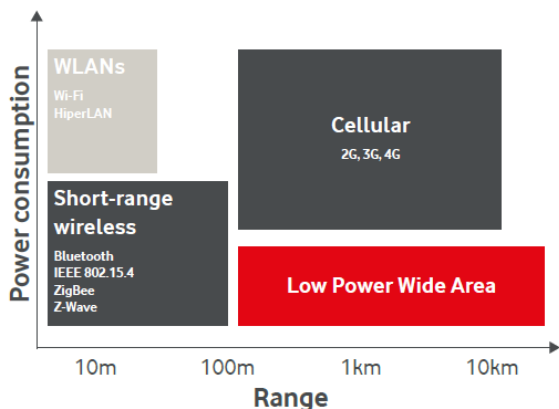 Power consumption
WLANs
Wi-Fi
HiperLAN
Cellular
2G, 3G, 4G
Short-range
wireless
Bluetooth
IEEE 802.15.4
ZigBee
Z-Wave
Low Power Wide Area
10m 100m 1km 10km
Range